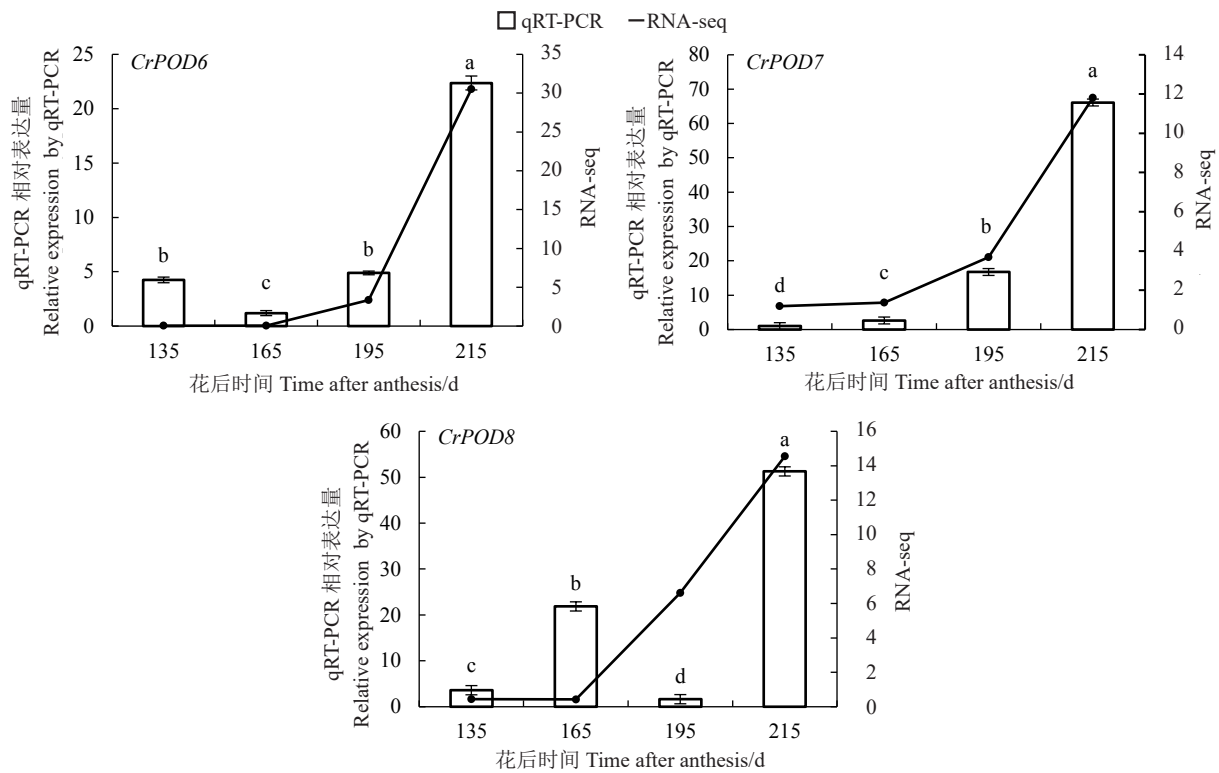 qRT-PCR RNA-seq
CrPOD6
qRT-PCR 相对表达量
Relative expression by qRT-PCR
25
20
15
10
5
0
35
30
25
20
15
10
5
0
RNA-seq
b
c
b
a
135 165 195 215
花后时间 Time after anthesis/d
CrPOD7
qRT-PCR 相对表达量
Relative expression by qRT-PCR
80
70
60
50
40
30
20
10
0
14
12
10
8
6
4
2
0
RNA-seq
d
c
b
a
135 165 195 215
花后时间 Time after anthesis/d
CrPOD8
qRT-PCR 相对表达量
Relative expression by qRT-PCR
60
50
40
30
20
10
0
16
14
12
10
8
6
4
2
0
RNA-seq
c
b
d
a
135 165 195 215
花后时间 Time after anthesis/d